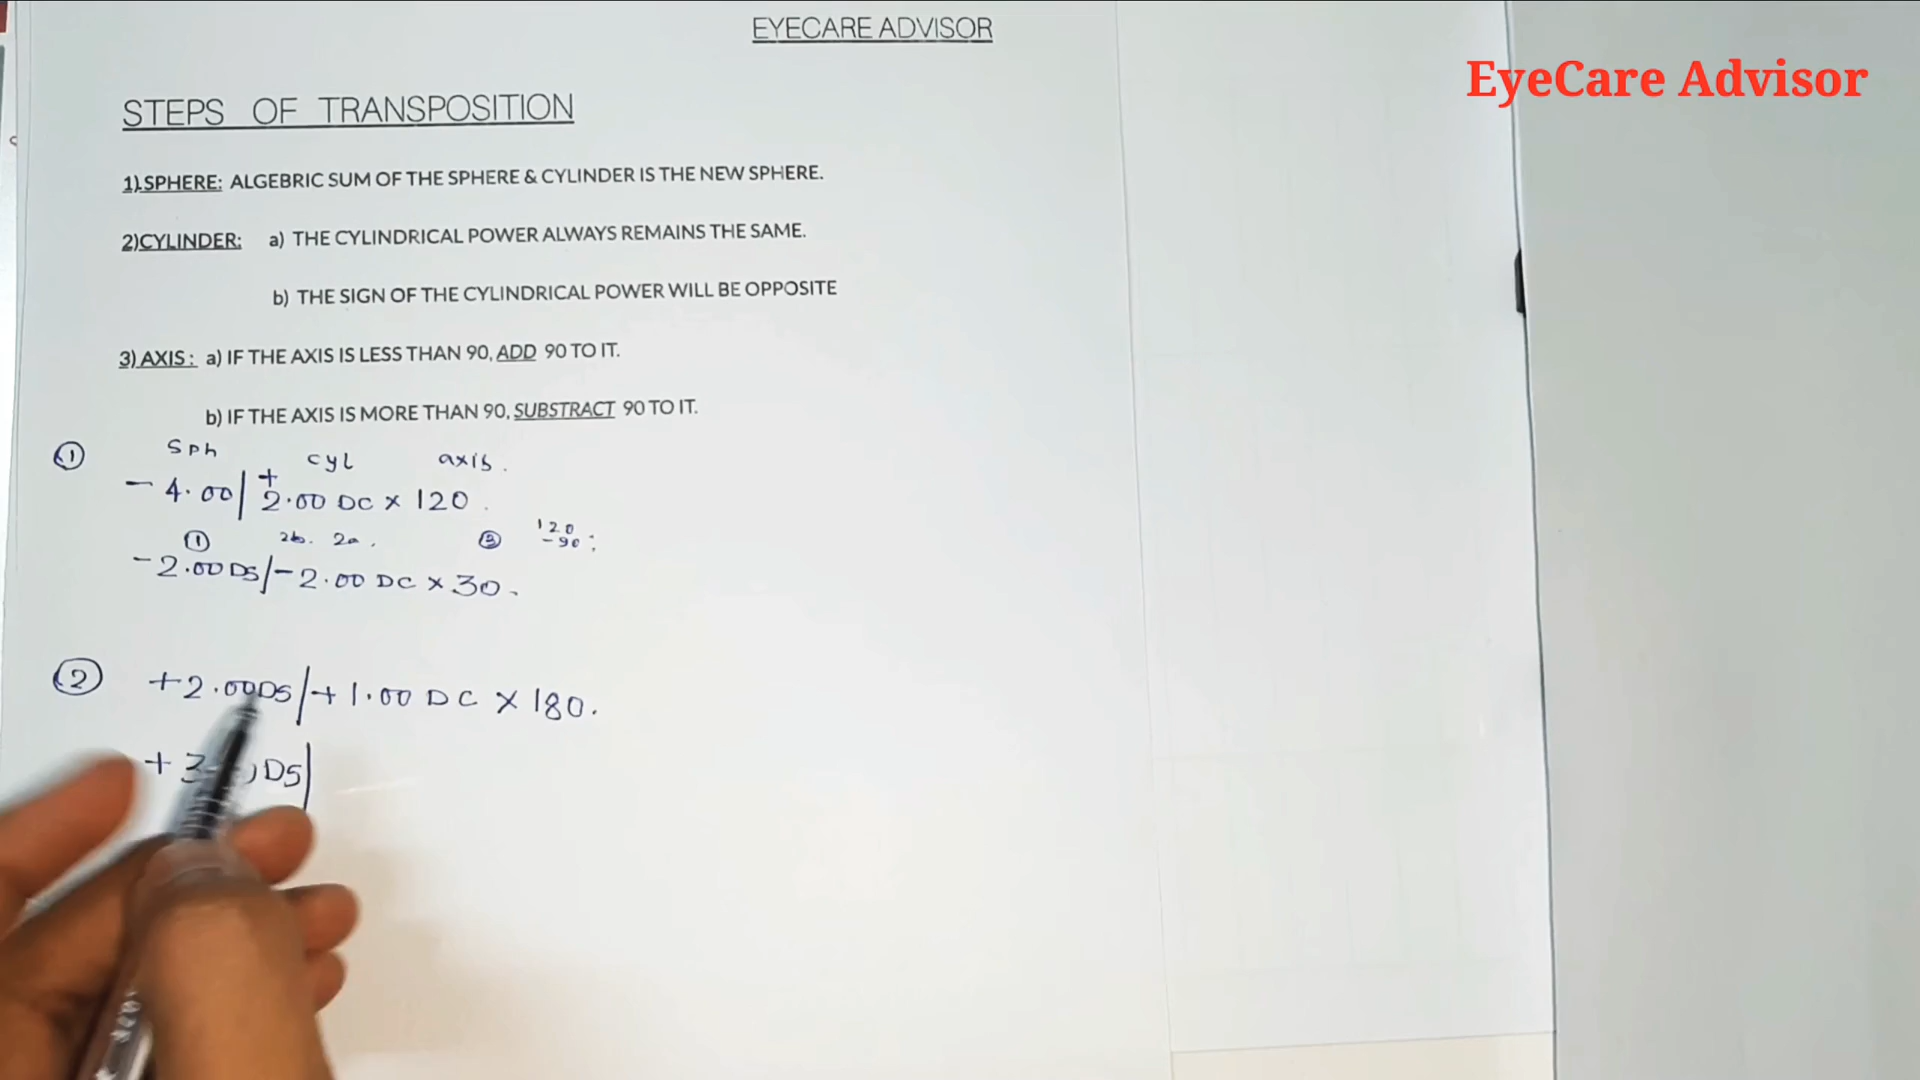 EYECARE ADVISOR
EyeCare Advisor
STEPS OF TRANSPOSITION
1).SPHERE: ALGEBRIC SUM OF THE SPHERE & CYLINDER IS THE NEW SPHERE.
2)CYLINDER: a) THE CYLINDRICAL POWER ALWAYS REMAINS THE SAME.
b) THE SIGN OF THE CYLINDRICAL POWER WILL BE OPPOSITE
3) AXIS: a) IF THE AXIS IS LESS THAN 90, ADD 90 TO IT.
b) IF THE AXIS IS MORE THAN 90, SUBSTRACT 90 TO IT.
① Sph cyl axis.
- 4.00 | + 2.00 DC x 120.
① 2b. 2a. ③ 120
- 90 :
- 2.00 DS / - 2.00 DC x 30.
② +2.00 DS / +1.00 DC x 180.
DS |